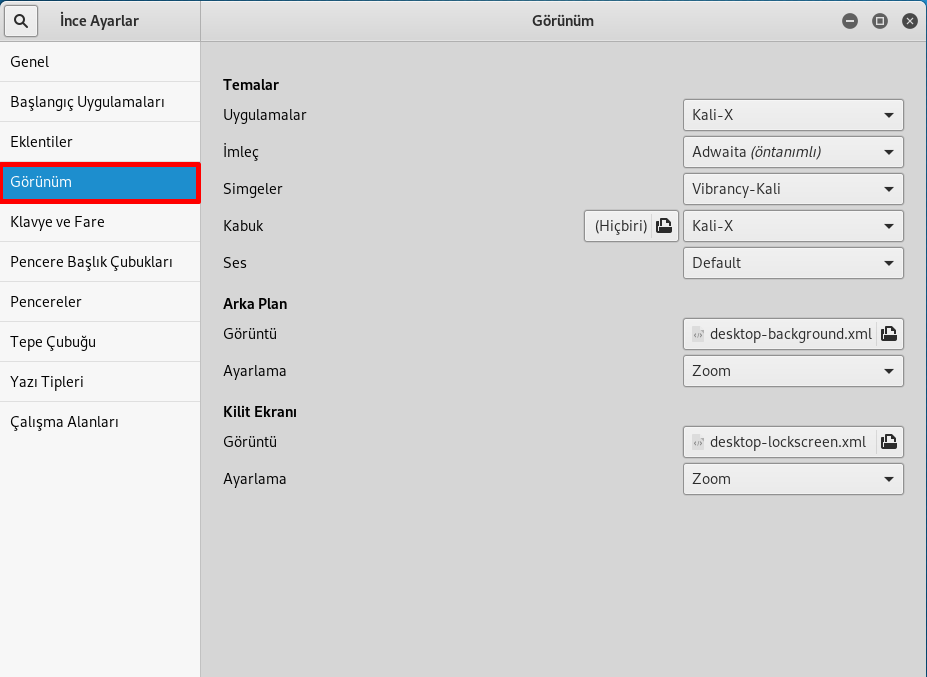 İnce Ayarlar
Görünüm
Genel
Başlangıç Uygulamaları
Eklentiler
Görünüm
Klavye ve Fare
Pencere Başlık Çubukları
Pencereler
Tepe Çubuğu
Yazı Tipleri
Çalışma Alanları
Temalar
Uygulamalar Kali-X
İmleç Adwaita (öntanımlı)
Simgeler Vibrancy-Kali
Kabuk (Hiçbiri) Kali-X
Ses Default
Arka Plan
Görüntü desktop-background.xml
Ayarlama Zoom
Kilit Ekranı
Görüntü desktop-lockscreen.xml
Ayarlama Zoom